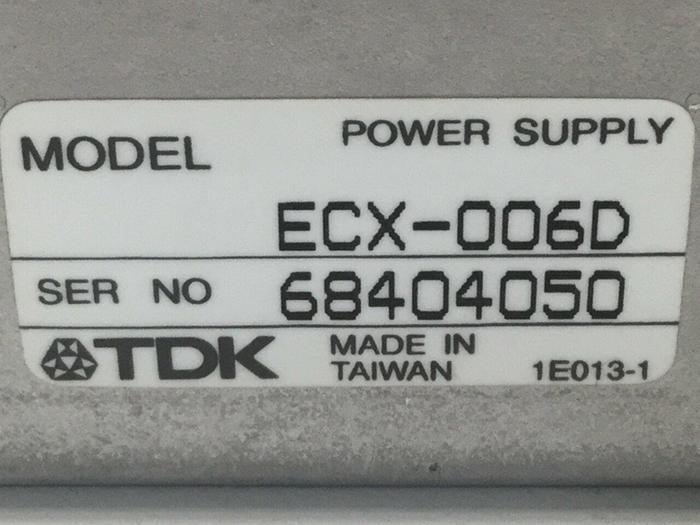 POWER SUPPLY
MODEL
ECX-006D
SER NO 68404050
TDK MADE IN TAIWAN 1E013-1